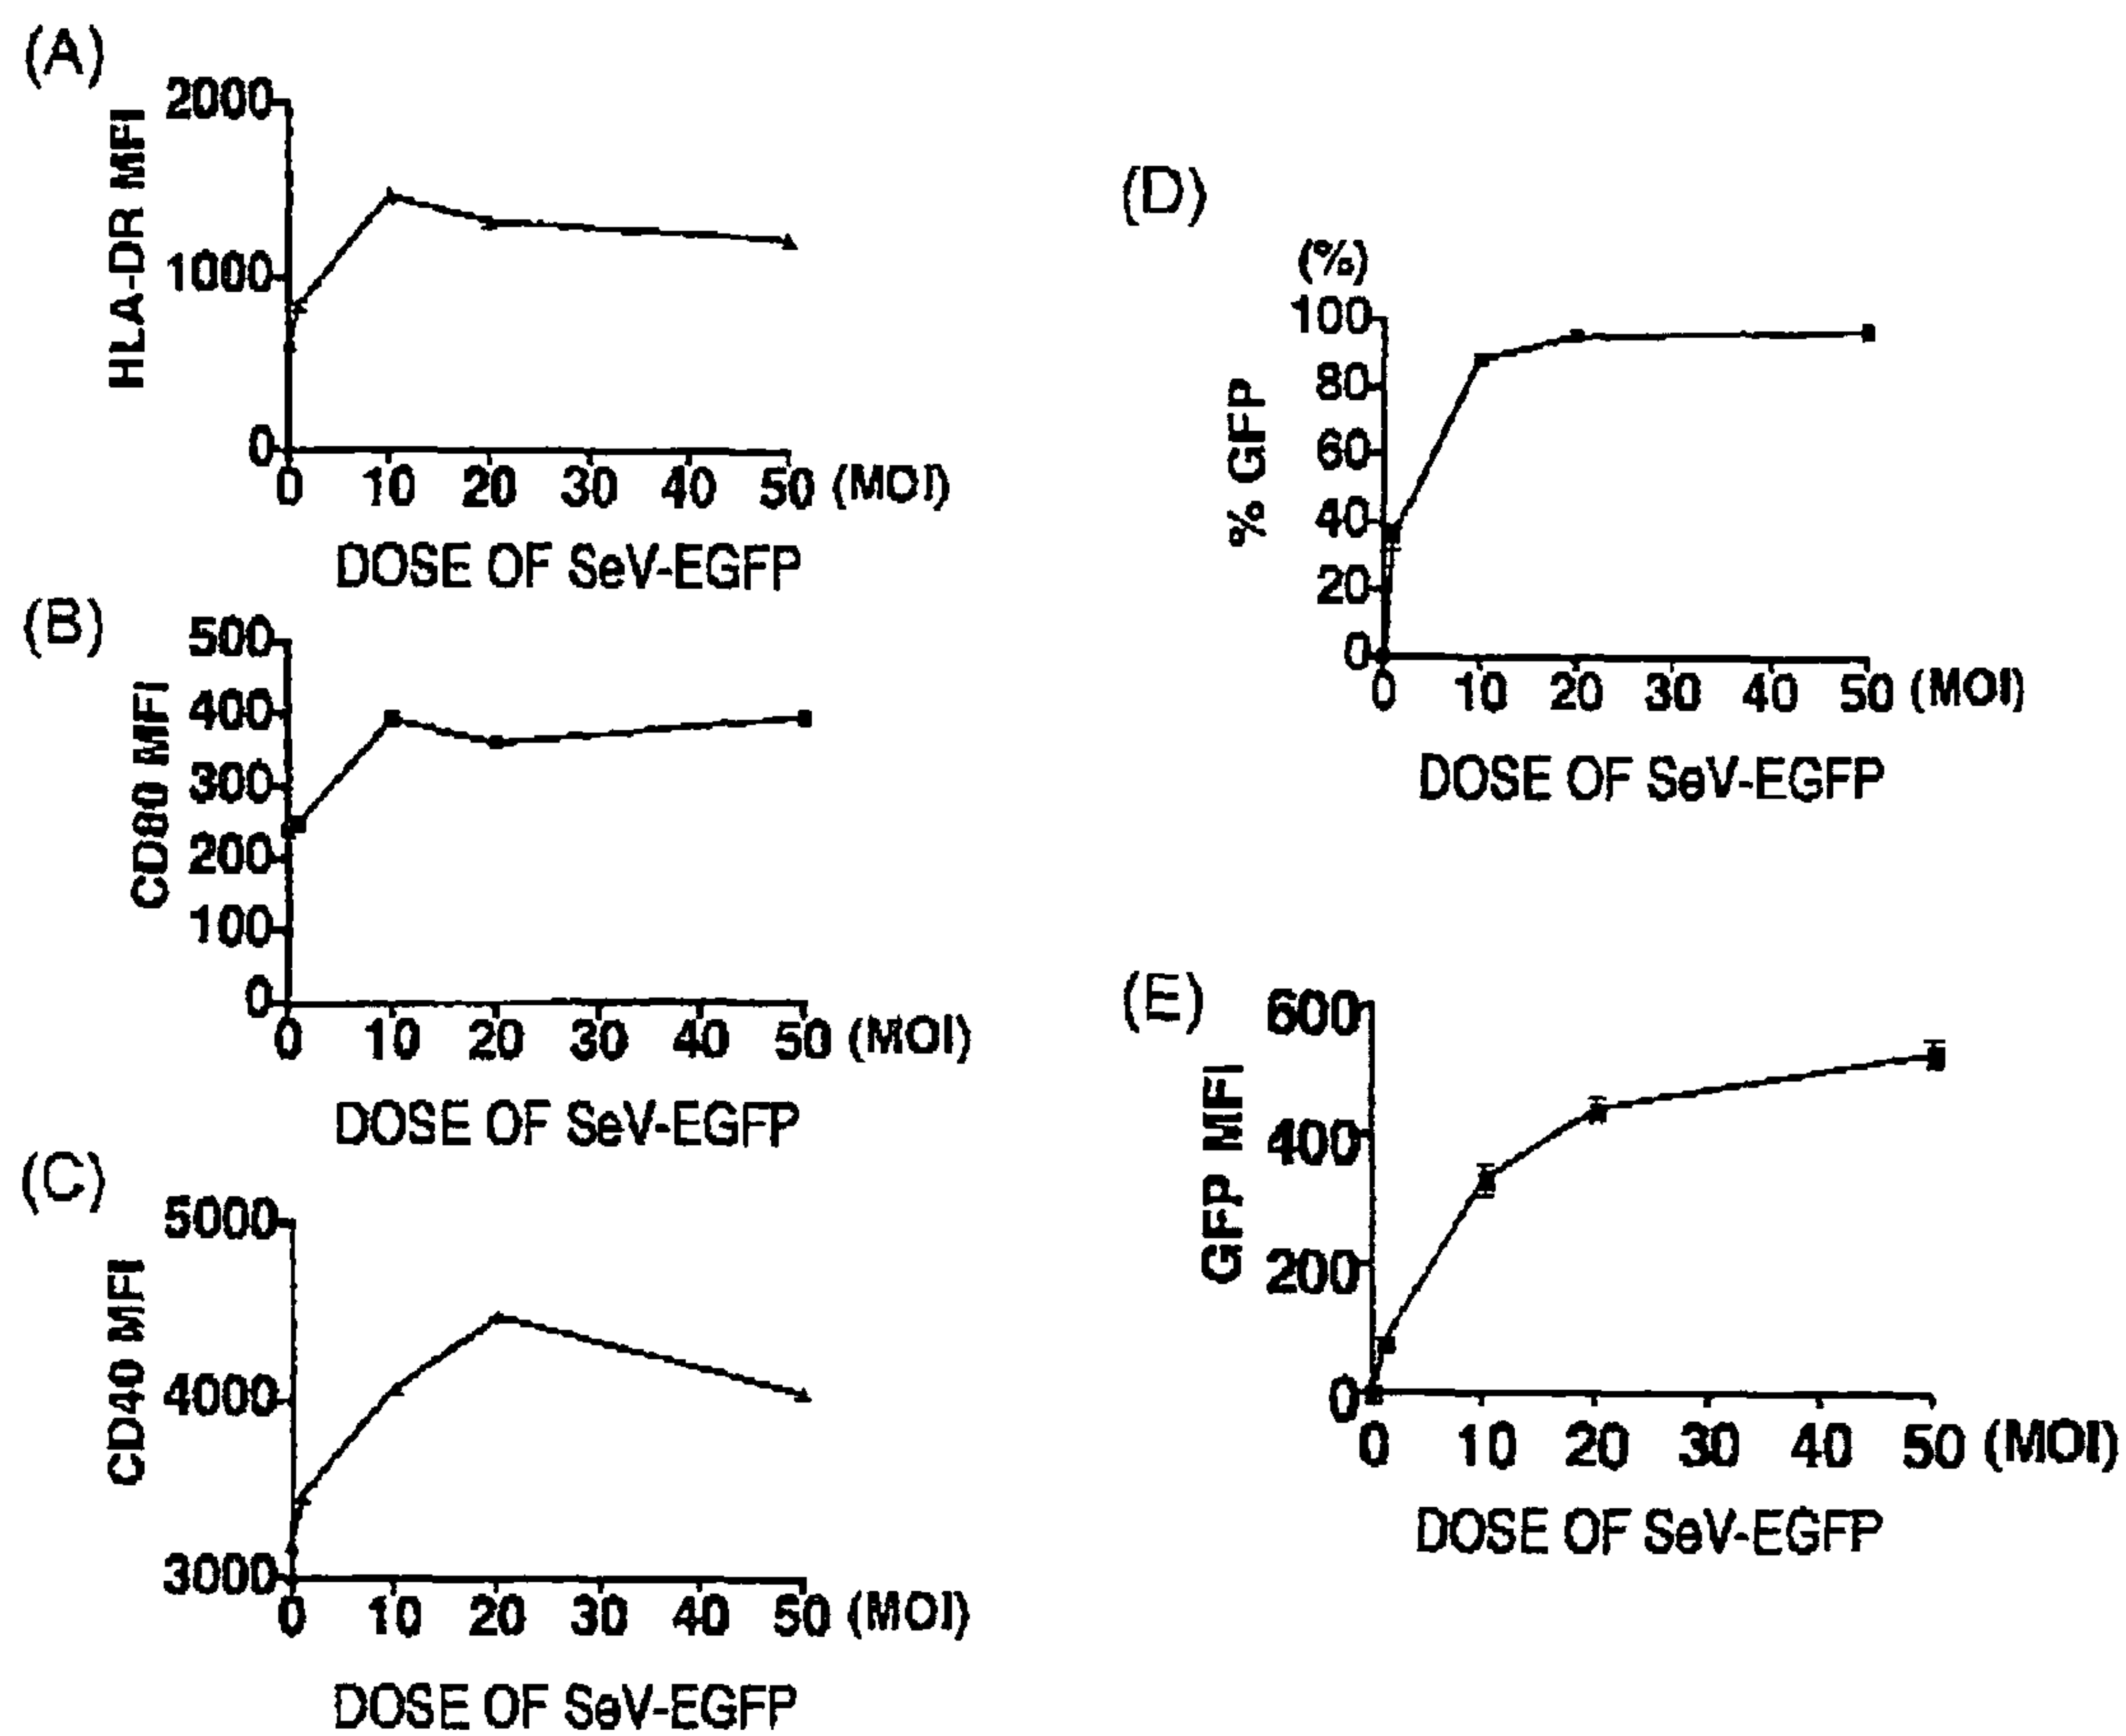 (A)
HLA-DR MFI
2000
1000
0
0 10 20 30 40 50 (MOI)
DOSE OF SeV-EGFP
(B)
CD80 MFI
500
400
300
200
100
0
0 10 20 30 40 50 (MOI)
DOSE OF SeV-EGFP
(C)
CD40 MFI
5000
4000
3000
0 10 20 30 40 50 (MOI)
DOSE OF SeV-EGFP
(D)
(%)
% GFP
100
80
60
40
20
0
0 10 20 30 40 50 (MOI)
DOSE OF SeV-EGFP
(E)
GFP MFI
600
400
200
0
0 10 20 30 40 50 (MOI)
DOSE OF SeV-EGFP